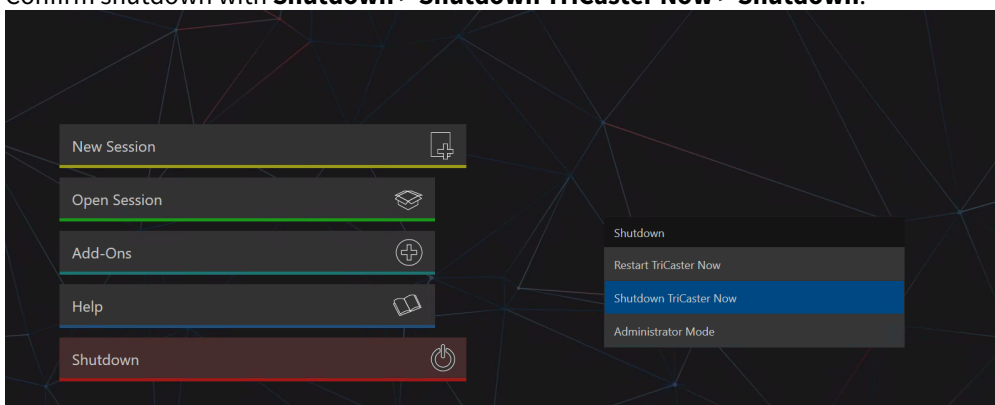 Confirm shutdown with Shutdown > Shutdown TriCaster Now > Shutdown.
New Session
Open Session
Add-Ons
Help
Shutdown
Shutdown
Restart TriCaster Now
Shutdown TriCaster Now
Administrator Mode